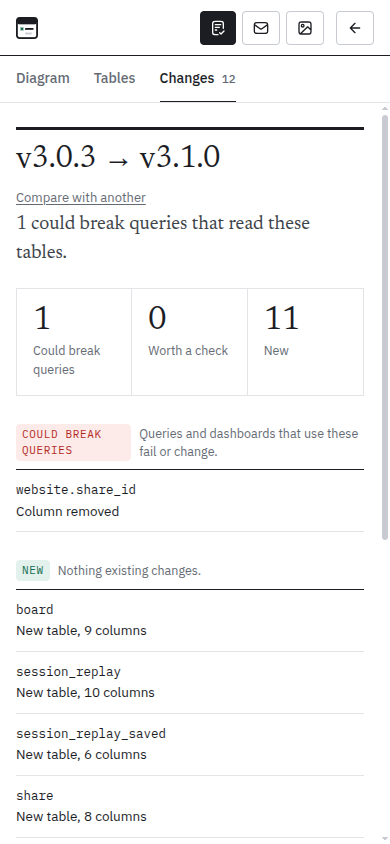 Diagram Tables Changes 12
v3.0.3 → v3.1.0
Compare with another
1 could break queries that read these
tables.
1 0 11
Could break Worth a check New
queries
COULD BREAK Queries and dashboards that use these
QUERIES fail or change.
website.share_id
Column removed
NEW Nothing existing changes.
board
New table, 9 columns
session_replay
New table, 10 columns
session_replay_saved
New table, 6 columns
share
New table, 8 columns